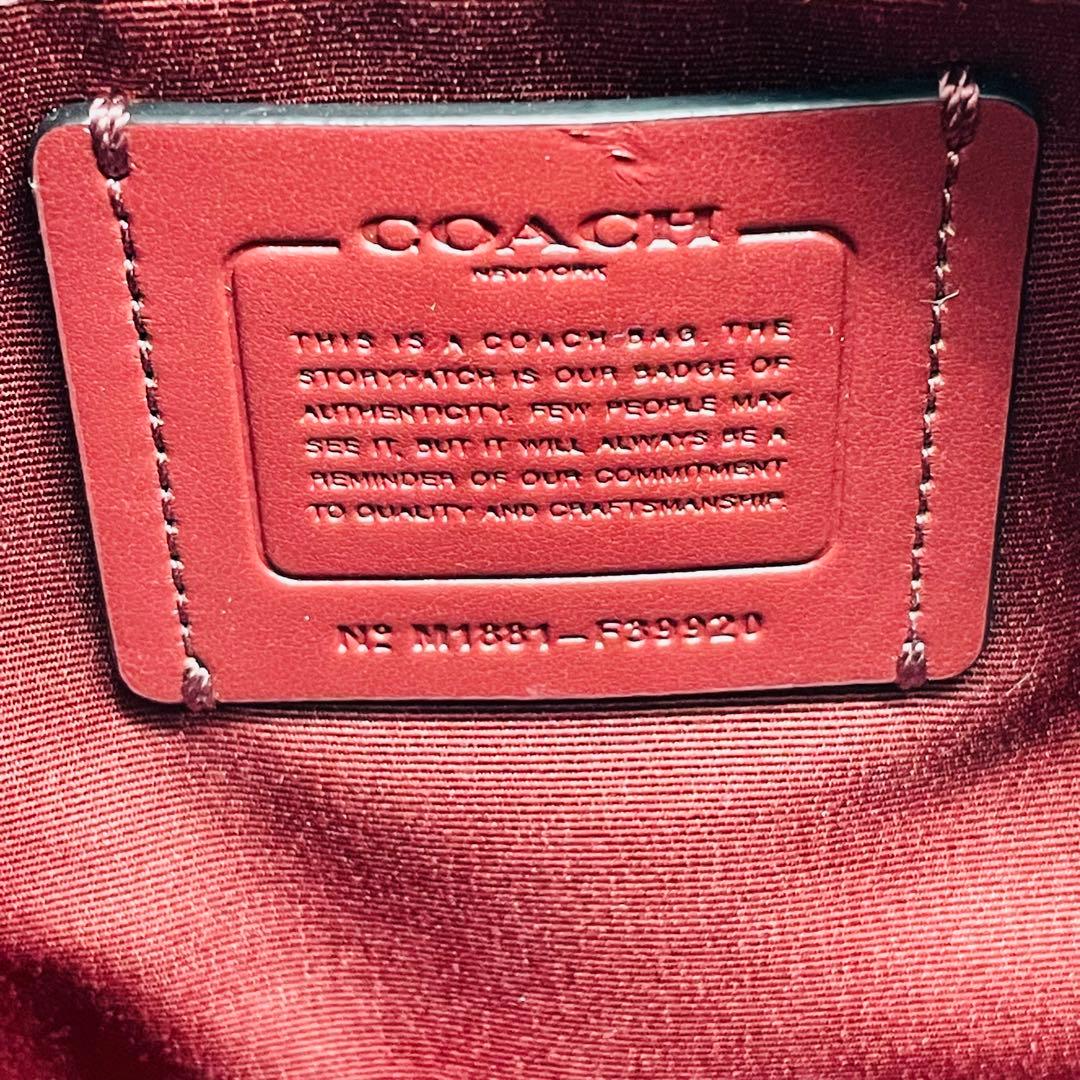 COACH
NEW YORK
THIS IS A COACH BAG. THE
STORYPATCH IS OUR BADGE OF
AUTHENTICITY. FEW PEOPLE MAY
SEE IT, BUT IT WILL ALWAYS BE A
REMINDER OF OUR COMMITMENT
TO QUALITY AND CRAFTSMANSHIP.
Nº M1881-F39920